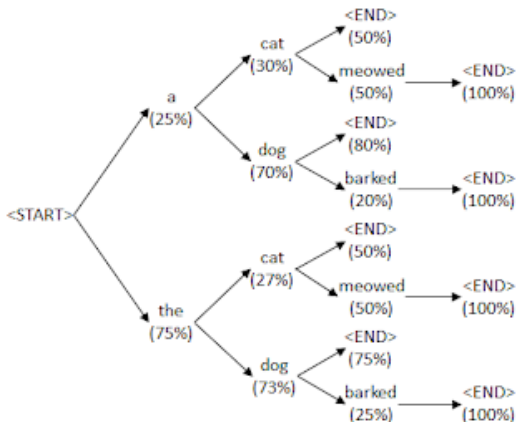 <END>
cat (50%)
(30%) meowed <END>
a (50%) (100%)
(25%) <END>
dog (80%)
(70%) barked <END>
(20%) (100%)
<START>
<END>
cat (50%)
(27%) meowed <END>
the (50%) (100%)
(75%) <END>
dog (75%)
(73%) barked <END>
(25%) (100%)